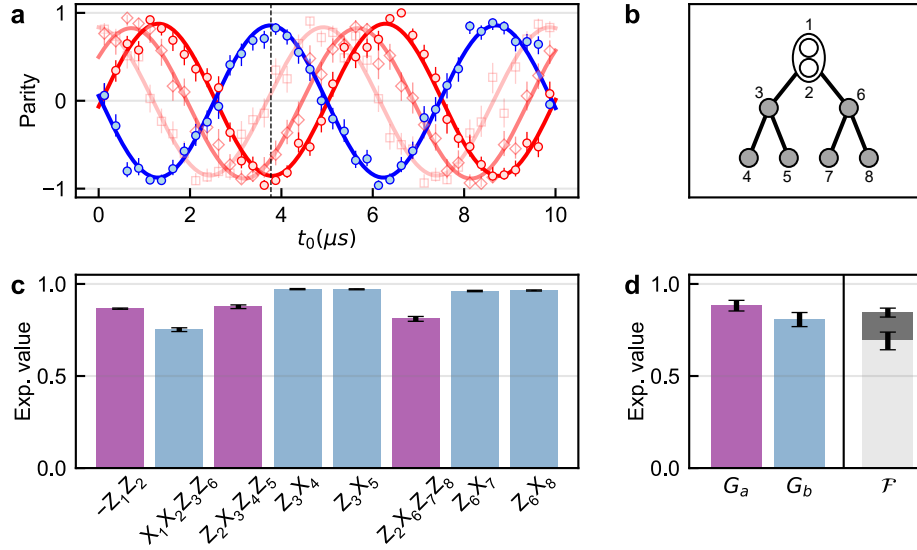 a
Parity
1
0
−1
0 2 4 6 8 10
t₀(μs)
b
1
2
3 6
4 5 7 8
c
Exp. value
1.0
0.5
0.0
−Z₁Z₂
X₁X₂Z₃Z₆
Z₂X₃Z₄Z₅
Z₃X₄
Z₃X₅
Z₂X₆Z₇Z₈
Z₆X₇
Z₆X₈
d
Exp. value
1.0
0.5
0.0
Gₐ G_b ℱ